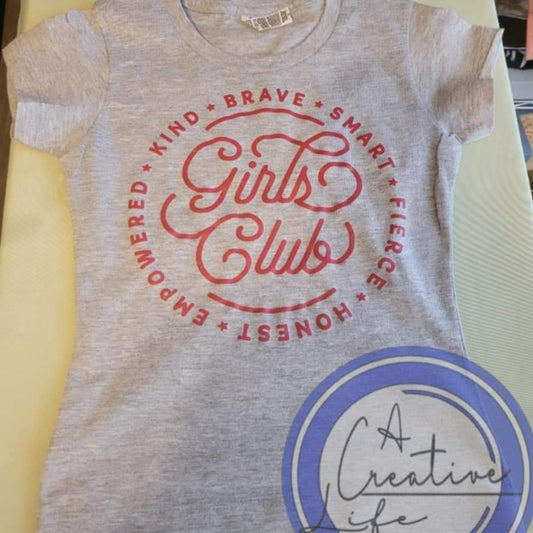 KIND ★ BRAVE ★ SMART ★ FIERCE ★ HONEST ★ EMPOWERED ★
Girls
Club
A
Creative
Life